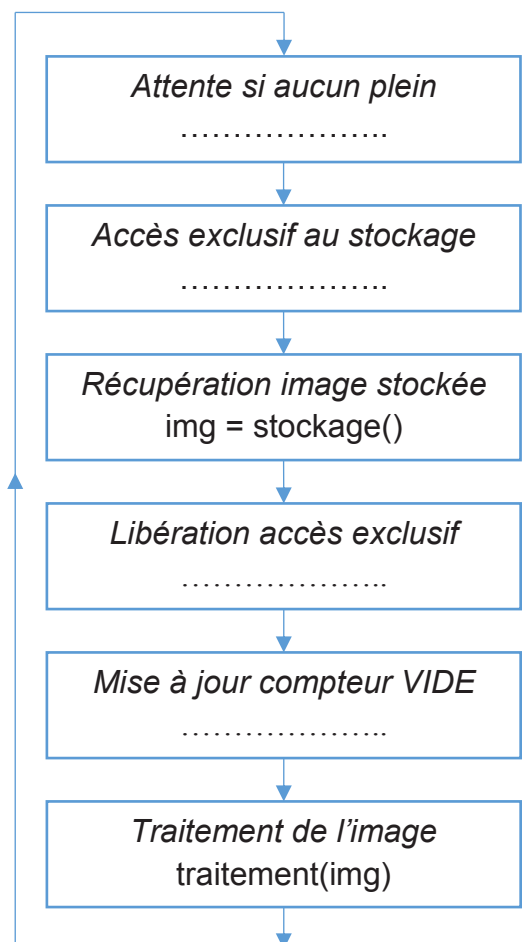 Attente si aucun plein
…………………..
Accès exclusif au stockage
…………………..
Récupération image stockée
img = stockage()
Libération accès exclusif
…………………..
Mise à jour compteur VIDE
…………………..
Traitement de l’image
traitement(img)